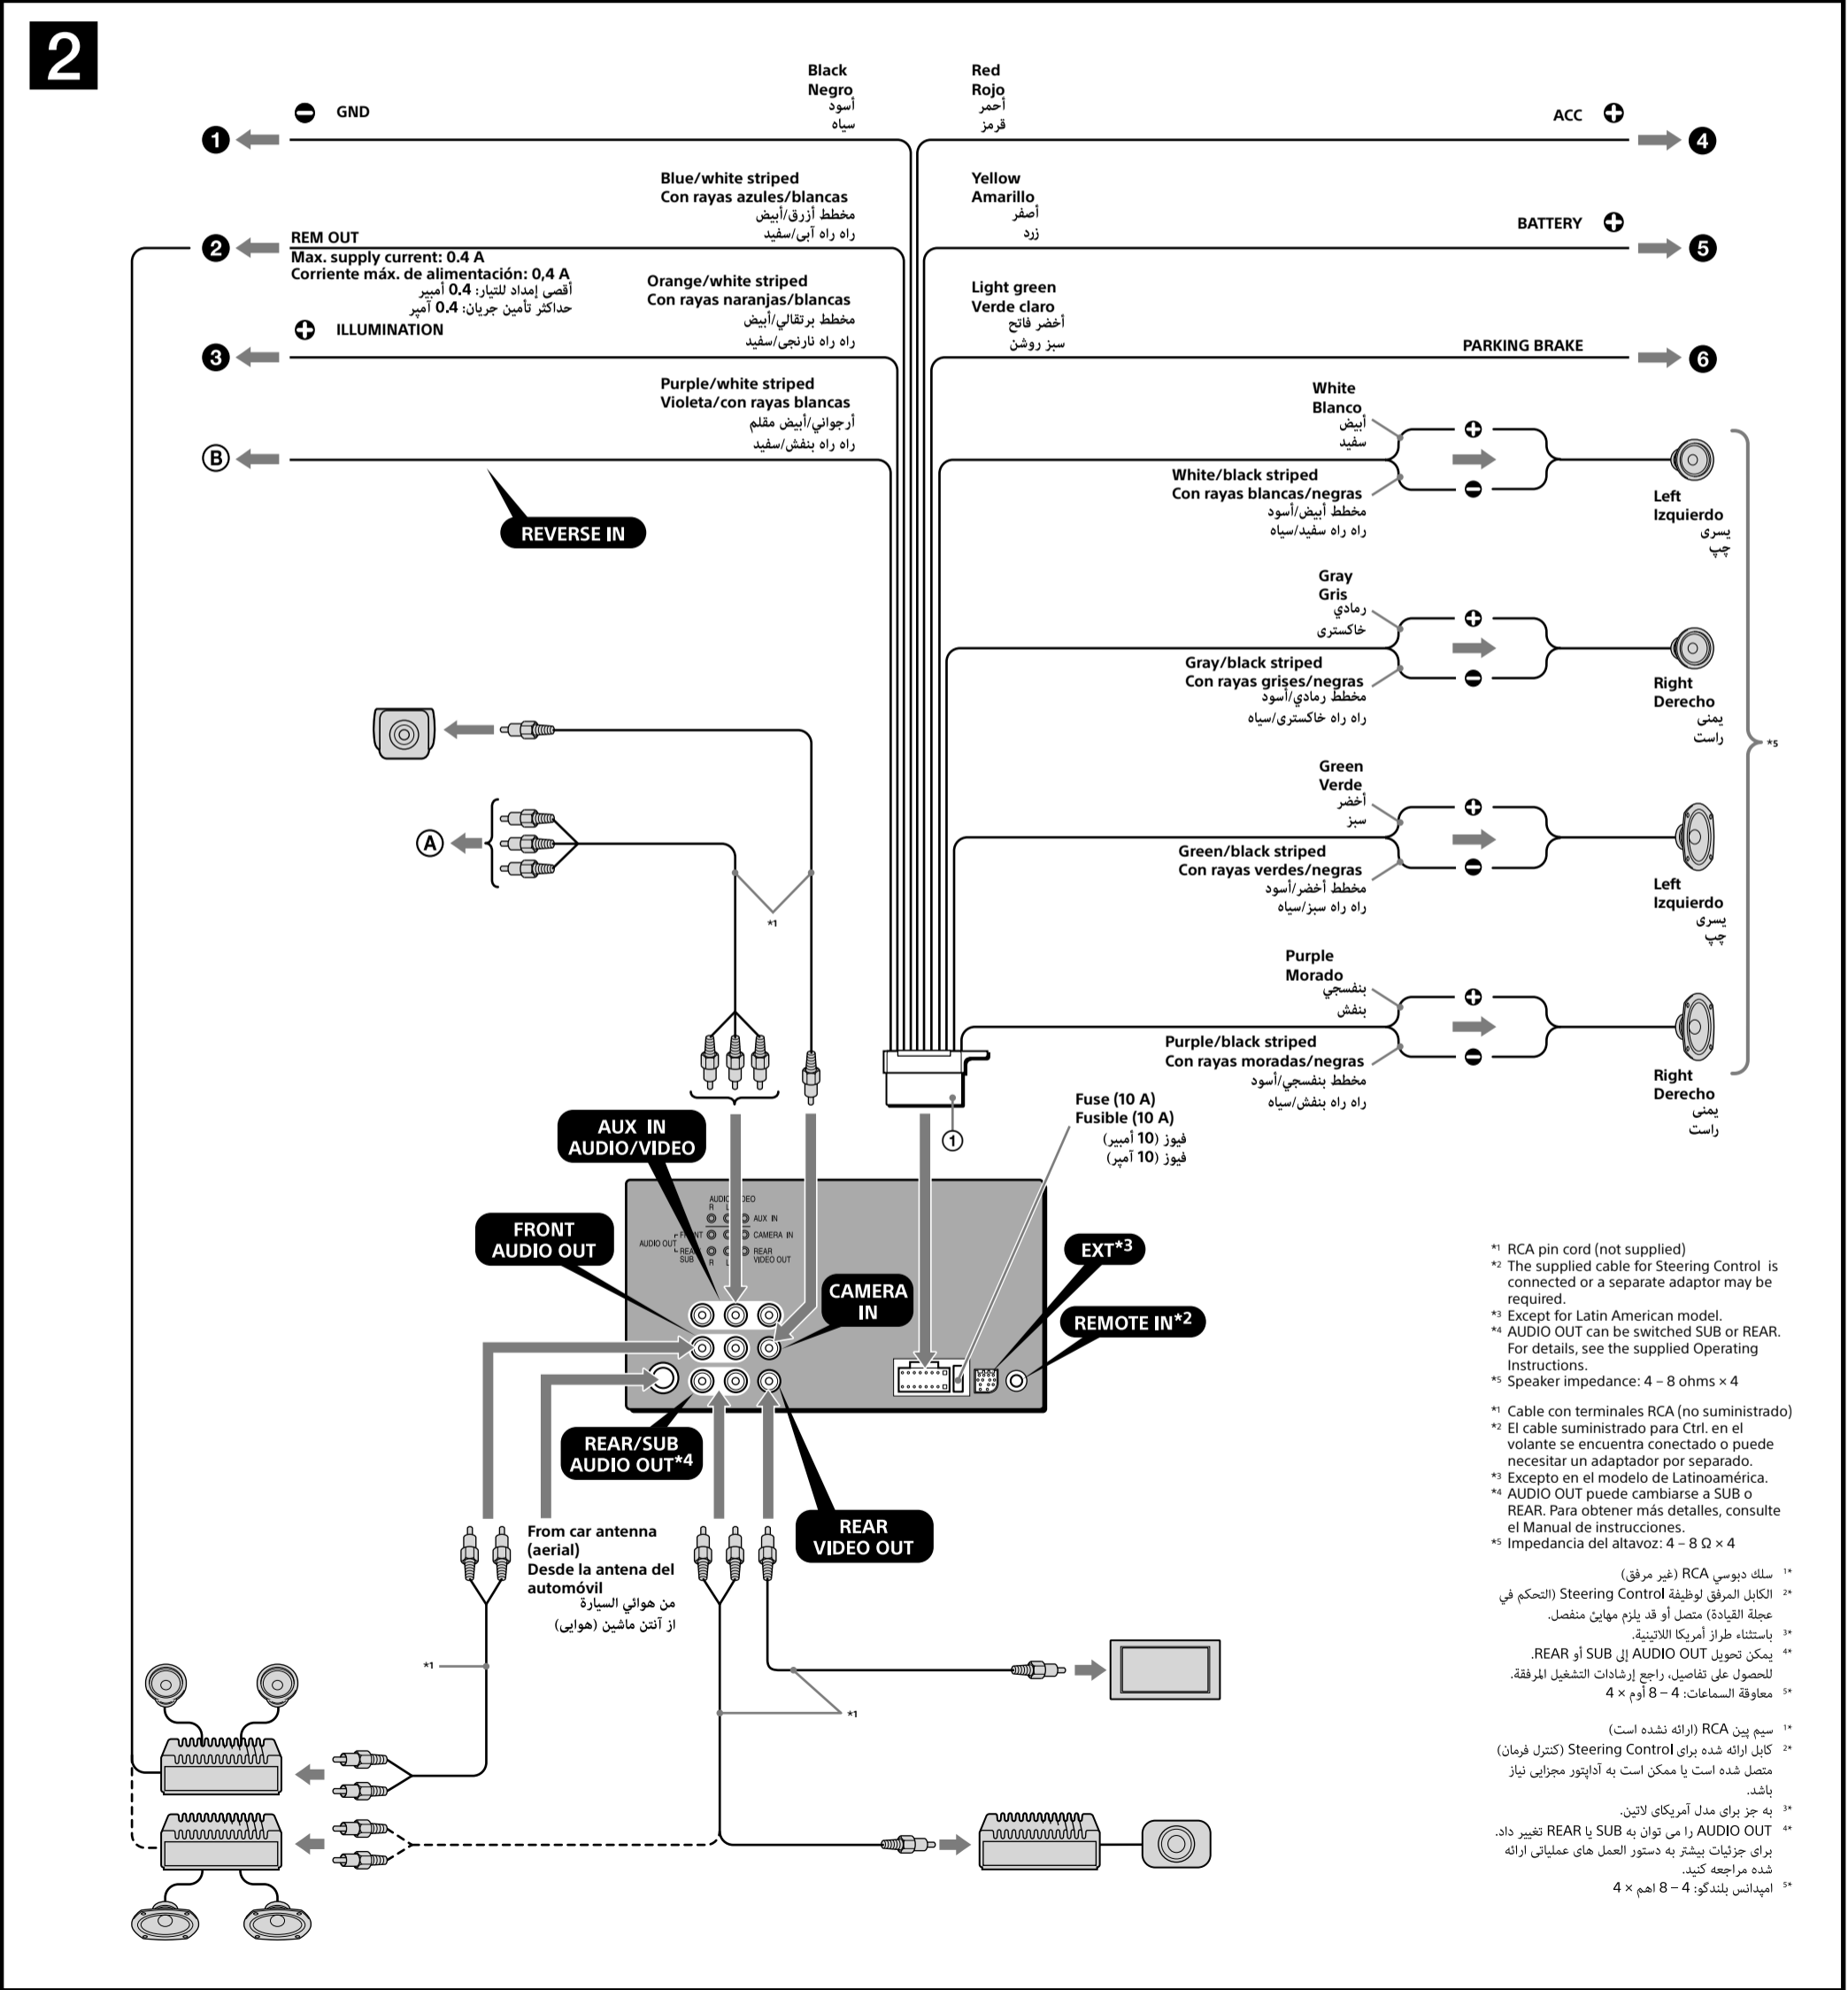 2
Black
Negro
أسود
سياه
Red
Rojo
أحمر
قرمز
GND
ACC
1
4
Blue/white striped
Con rayas azules/blancas
مخطط أزرق/أبيض
راه راه آبی/سفید
Yellow
Amarillo
أصفر
زرد
BATTERY
2
REM OUT
5
Max. supply current: 0.4 A
Corriente máx. de alimentación: 0,4 A
أقصى إمداد للتيار: 0.4 أمبير
حداکثر تأمین جریان: 0.4 آمپر
Orange/white striped
Con rayas naranjas/blancas
مخطط برتقالي/أبيض
راه راه نارنجی/سفید
Light green
Verde claro
أخضر فاتح
سبز روشن
ILLUMINATION
PARKING BRAKE
3
6
Purple/white striped
Violeta/con rayas blancas
أرجواني/أبيض مقلم
راه راه بنفش/سفید
B
REVERSE IN
White
Blanco
أبيض
سفید
White/black striped
Con rayas blancas/negras
مخطط أبيض/أسود
راه راه سفید/سیاه
Left
Izquierdo
يسرى
چپ
Gray
Gris
رمادي
خاکستری
Gray/black striped
Con rayas grises/negras
مخطط رمادي/أسود
راه راه خاکستری/سیاه
Right
Derecho
يمنى
راست
*5
Green
Verde
أخضر
سبز
A
Green/black striped
Con rayas verdes/negras
مخطط أخضر/أسود
راه راه سبز/سیاه
Left
Izquierdo
يسرى
چپ
*1
Purple
Morado
بنفسجي
بنفش
Purple/black striped
Con rayas moradas/negras
مخطط بنفسجي/أسود
راه راه بنفش/سیاه
Right
Derecho
يمنى
راست
Fuse (10 A)
Fusible (10 A)
فيوز (10 أمبير)
فیوز (10 آمپر)
1
AUX IN
AUDIO/VIDEO
FRONT
AUDIO OUT
R
AUX IN
AUDIO OUT
CAMERA IN
SUB
R
REAR
VIDEO OUT
EXT*3
CAMERA
IN
REMOTE IN*2
REAR/SUB
AUDIO OUT*4
REAR
VIDEO OUT
From car antenna
(aerial)
Desde la antena del
automóvil
من هوائي السيارة
از آنتن ماشین (هوایی)
*1
*1
*1 RCA pin cord (not supplied)
*2 The supplied cable for Steering Control is
connected or a separate adaptor may be
required.
*3 Except for Latin American model.
*4 AUDIO OUT can be switched SUB or REAR.
For details, see the supplied Operating
Instructions.
*5 Speaker impedance: 4 – 8 ohms × 4
*1 Cable con terminales RCA (no suministrado)
*2 El cable suministrado para Ctrl. en el
volante se encuentra conectado o puede
necesitar un adaptador por separado.
*3 Excepto en el modelo de Latinoamérica.
*4 AUDIO OUT puede cambiarse a SUB o
REAR. Para obtener más detalles, consulte
el Manual de instrucciones.
*5 Impedancia del altavoz: 4 – 8 Ω × 4
*1 سلك دبوسي RCA (غير مرفق)
*2 الكابل المرفق لوظيفة Steering Control (التحكم في
عجلة القيادة) متصل أو قد يلزم مهايئ منفصل.
*3 باستثناء طراز أمريكا اللاتينية.
*4 يمكن تحويل AUDIO OUT إلى SUB أو REAR.
للحصول على تفاصيل، راجع إرشادات التشغيل المرفقة.
*5 معاوقة السماعات: 4 – 8 أوم × 4
*1 سیم پین RCA (ارائه نشده است)
*2 کابل ارائه شده برای Steering Control (کنترل فرمان)
متصل شده است یا ممکن است به آداپتور مجزایی نیاز
باشد.
*3 به جز برای مدل آمریکای لاتین.
*4 AUDIO OUT را می توان به SUB یا REAR تغییر داد.
برای جزئیات بیشتر به دستور العمل های عملیاتی ارائه
شده مراجعه کنید.
*5 امپدانس بلندگو: 4 – 8 اهم × 4